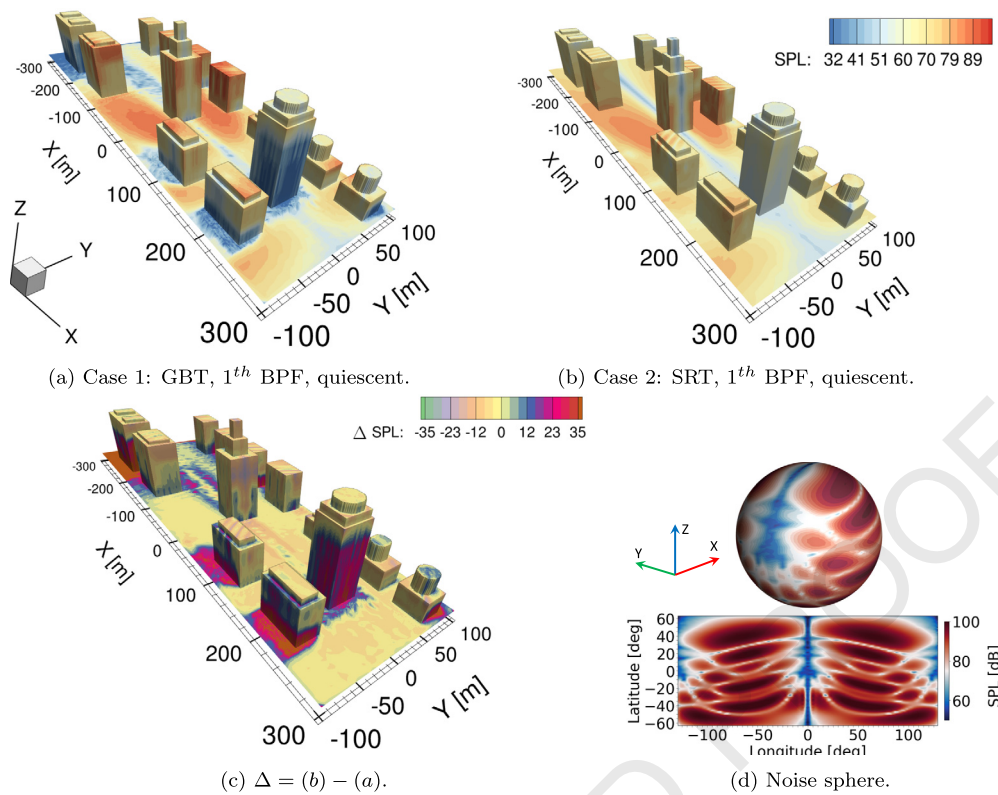 -300
-200
-100
0
100
200
300
X [m]
-100
-50
0
50
100
Y [m]
Z
Y
X
(a) Case 1: GBT, 1th BPF, quiescent.
SPL: 32 41 51 60 70 79 89
-300
-200
-100
0
100
200
300
X [m]
-100
-50
0
50
100
Y [m]
(b) Case 2: SRT, 1th BPF, quiescent.
Δ SPL: -35 -23 -12 0 12 23 35
-300
-200
-100
0
100
200
300
X [m]
-100
-50
0
50
100
Y [m]
(c) Δ = (b) − (a).
Z
Y
X
Latitude [deg]
60
40
20
0
−20
−40
−60
−100 −50 0 50 100
Longitude [deg]
100
80
60
SPL [dB]
(d) Noise sphere.